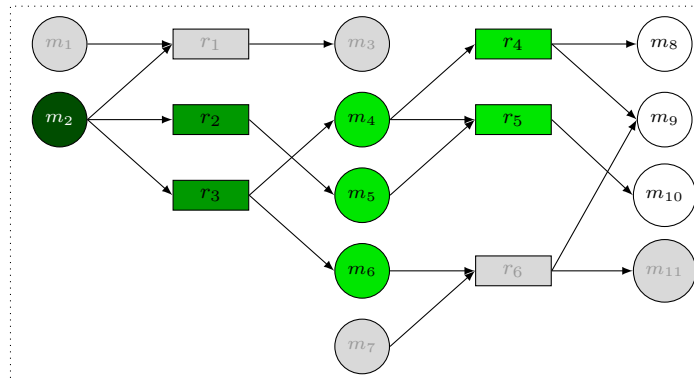 m₁ r₁ m₃ r₄ m₈
m₂ r₂ m₄ r₅ m₉
r₃ m₅ m₁₀
m₆ r₆ m₁₁
m₇